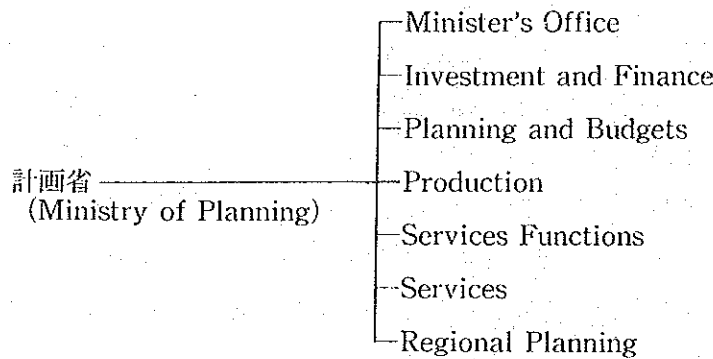 Minister's Office
Investment and Finance
Planning and Budgets
計画省
(Ministry of Planning)
Production
Services Functions
Services
Regional Planning